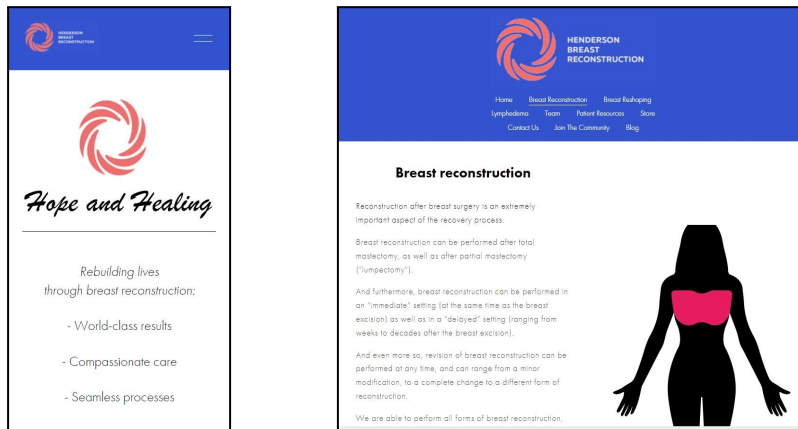 HENDERSON
BREAST
RECONSTRUCTION
Hope and Healing
Rebuilding lives
through breast reconstruction:
- World-class results
- Compassionate care
- Seamless processes
HENDERSON
BREAST
RECONSTRUCTION
Home Breast Reconstruction Breast Reshaping
Lymphedema Team Patient Resources Store
Contact Us Join The Community Blog
Breast reconstruction
Reconstruction after breast surgery is an extremely
important aspect of the recovery process.
Breast reconstruction can be performed after total
mastectomy, as well as after partial mastectomy
("lumpectomy").
And furthermore, breast reconstruction can be performed in
an "immediate" setting (at the same time as the breast
excision) as well as in a "delayed" setting (ranging from
weeks to decades after the breast excision).
And even more so, revision of breast reconstruction can be
performed at any time, and can range from a minor
modification, to a complete change to a different form of
reconstruction.
We are able to perform all forms of breast reconstruction,